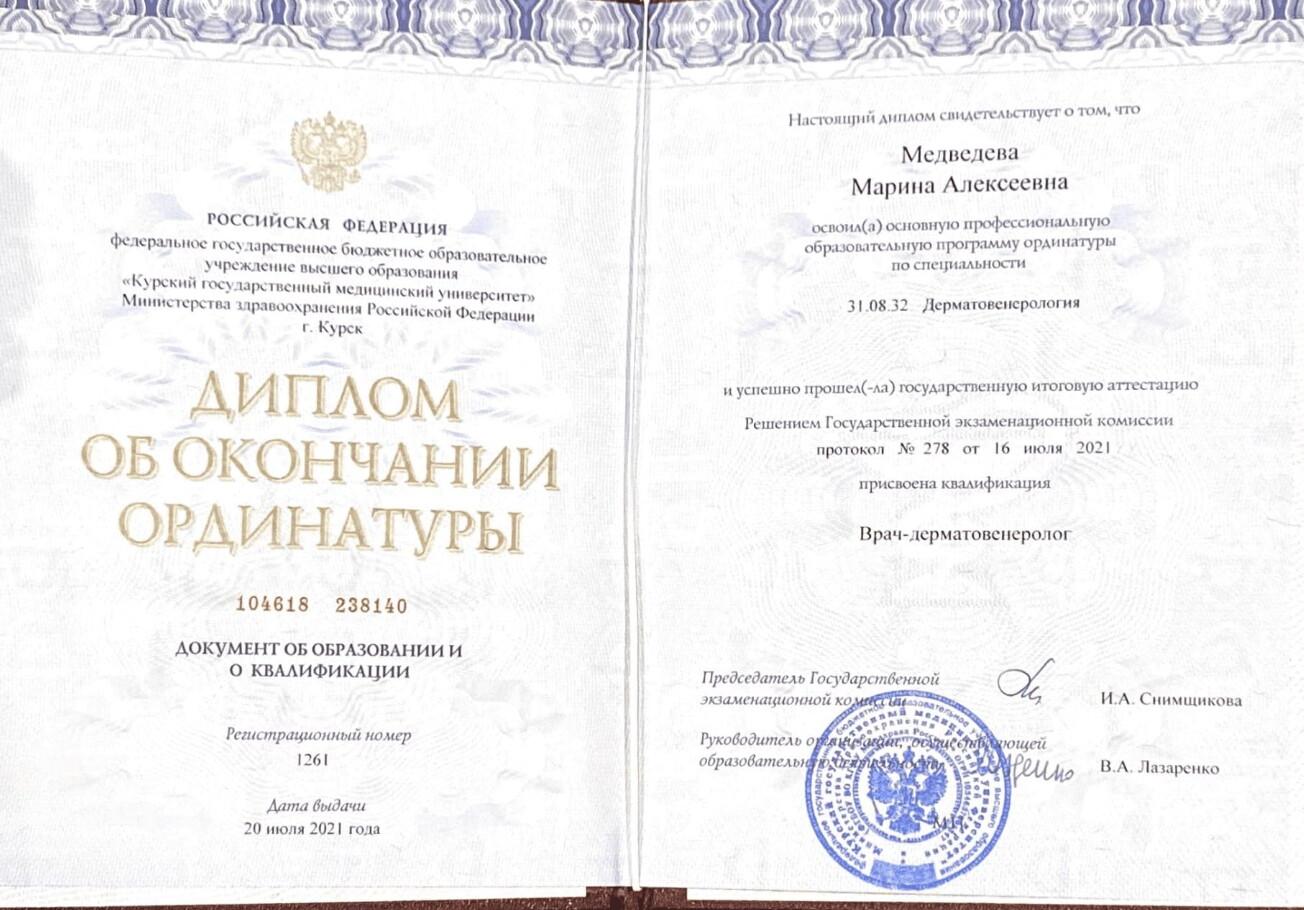 РОССИЙСКАЯ ФЕДЕРАЦИЯ
федеральное государственное бюджетное образовательное
учреждение высшего образования
«Курский государственный медицинский университет»
Министерства здравоохранения Российской Федерации
г. Курск
ДИПЛОМ
ОБ ОКОНЧАНИИ
ОРДИНАТУРЫ
104618 238140
ДОКУМЕНТ ОБ ОБРАЗОВАНИИ И
О КВАЛИФИКАЦИИ
Регистрационный номер
1261
Дата выдачи
20 июля 2021 года
Настоящий диплом свидетельствует о том, что
Медведева
Марина Алексеевна
освоил(а) основную профессиональную
образовательную программу ординатуры
по специальности
31.08.32 Дерматовенерология
и успешно прошел(-ла) государственную итоговую аттестацию
Решением Государственной экзаменационной комиссии
протокол № 278 от 16 июля 2021
присвоена квалификация
Врач-дерматовенеролог
Председатель Государственной
экзаменационной комиссии
И.А. Снимщикова
Руководитель организации, осуществляющей
образовательную деятельность
В.А. Лазаренко
М.П.